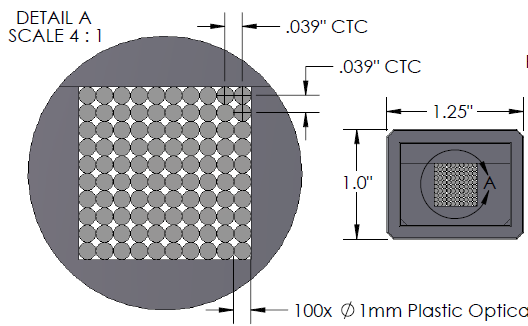 DETAIL A
SCALE 4 : 1
.039" CTC
.039" CTC
1.25"
1.0"
A
100x ∅ 1mm Plastic Optica